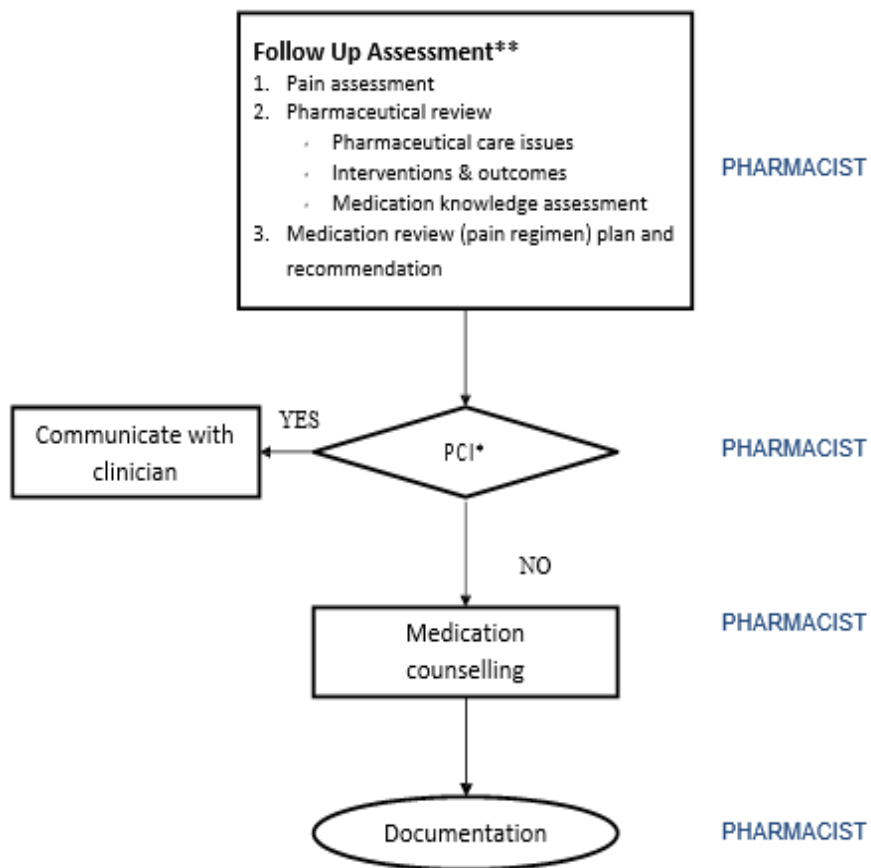 Follow Up Assessment**
1. Pain assessment
2. Pharmaceutical review
- Pharmaceutical care issues
- Interventions & outcomes
- Medication knowledge assessment
3. Medication review (pain regimen) plan and
recommendation
PHARMACIST
YES
Communicate with
clinician
PCI*
PHARMACIST
NO
Medication
counselling
PHARMACIST
Documentation
PHARMACIST